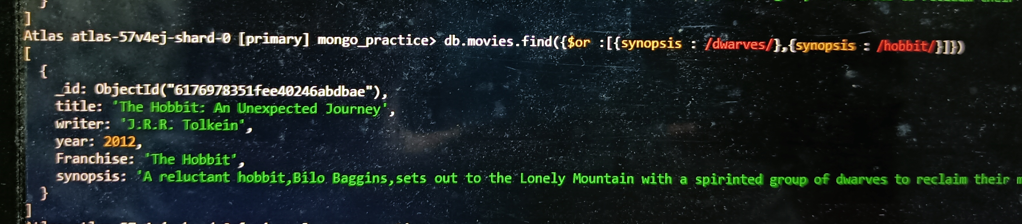 }
]
Atlas atlas-57v4ej-shard-0 [primary] mongo_practice> db.movies.find({$or :[{synopsis : /dwarves/},{synopsis : /hobbit/}]})
[
{
_id: ObjectId("6176978351fee40246abdbae"),
title: 'The Hobbit: An Unexpected Journey',
writer: 'J.R.R. Tolkein',
year: 2012,
Franchise: 'The Hobbit',
synopsis: 'A reluctant hobbit,Bilo Baggins,sets out to the Lonely Mountain with a spirinted group of dwarves to reclaim their
}
]